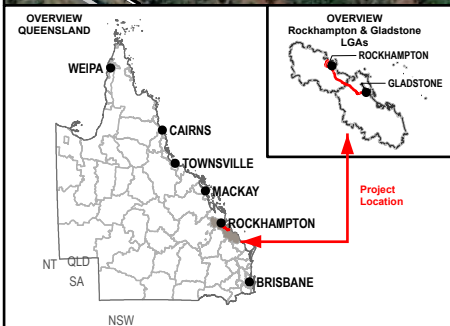 OVERVIEW
QUEENSLAND
WEIPA
CAIRNS
TOWNSVILLE
MACKAY
ROCKHAMPTON
BRISBANE
NT QLD
SA
NSW
OVERVIEW
Rockhampton & Gladstone
LGAs
ROCKHAMPTON
GLADSTONE
Project
Location